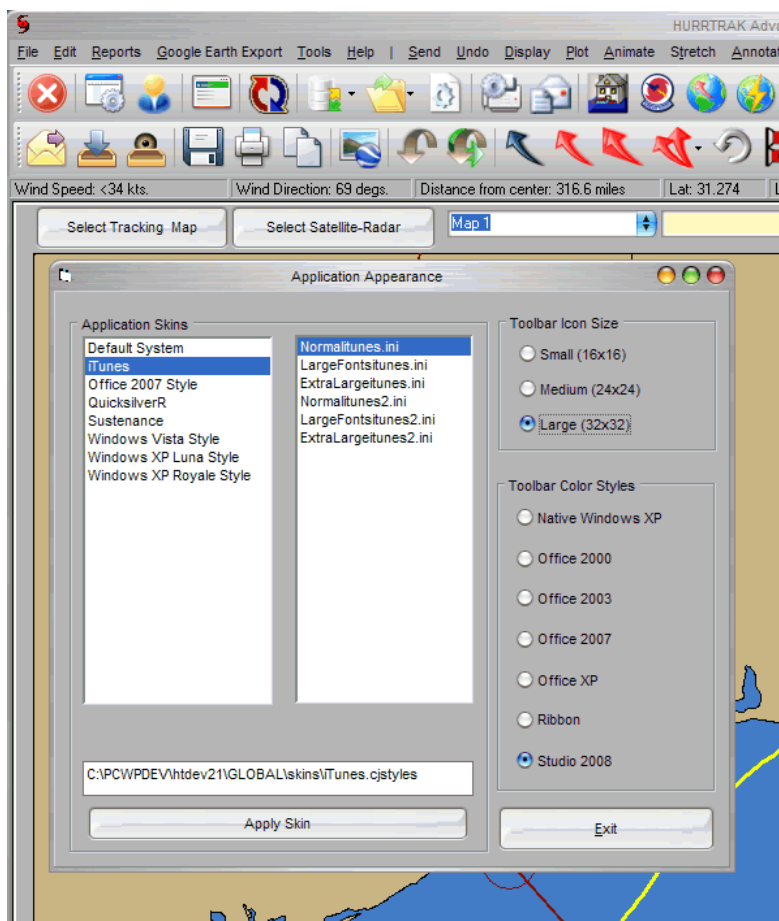 HURRTRAK Adva
File Edit Reports Google Earth Export Tools Help | Send Undo Display Plot Animate Stretch Annotat
Wind Speed: <34 kts. Wind Direction: 69 degs. Distance from center: 316.6 miles Lat: 31.274 L
Select Tracking Map Select Satellite-Radar Map 1
Application Appearance
Application Skins
Default System
iTunes
Office 2007 Style
QuicksilverR
Sustenance
Windows Vista Style
Windows XP Luna Style
Windows XP Royale Style
Normalitunes.ini
LargeFontsitunes.ini
ExtraLargeitunes.ini
Normalitunes2.ini
LargeFontsitunes2.ini
ExtraLargeitunes2.ini
C:\PCWPDEV\htdev21\GLOBAL\skins\iTunes.cjstyles
Apply Skin
Toolbar Icon Size
Small (16x16)
Medium (24x24)
Large (32x32)
Toolbar Color Styles
Native Windows XP
Office 2000
Office 2003
Office 2007
Office XP
Ribbon
Studio 2008
Exit